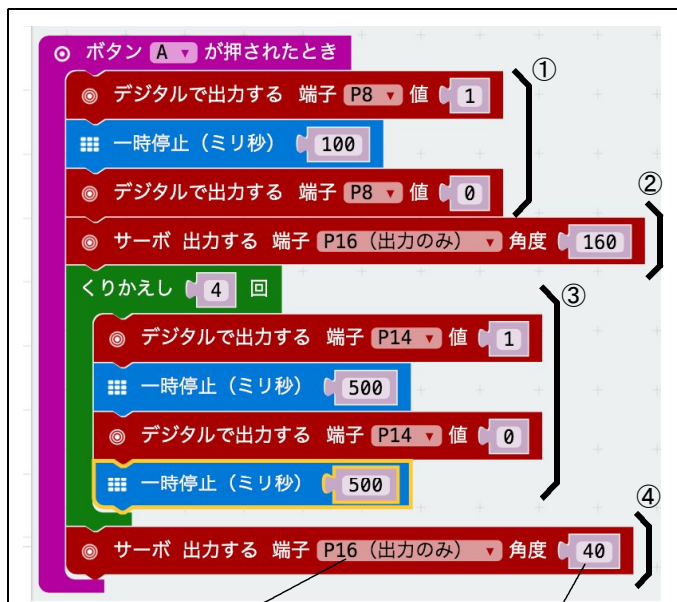 ボタン A が押されたとき
①
デジタルで出力する 端子 P8 値 1
一時停止（ミリ秒） 100
デジタルで出力する 端子 P8 値 0
②
サーボ 出力する 端子 P16（出力のみ） 角度 160
くりかえし 4 回
③
デジタルで出力する 端子 P14 値 1
一時停止（ミリ秒） 500
デジタルで出力する 端子 P14 値 0
一時停止（ミリ秒） 500
④
サーボ 出力する 端子 P16（出力のみ） 角度 40